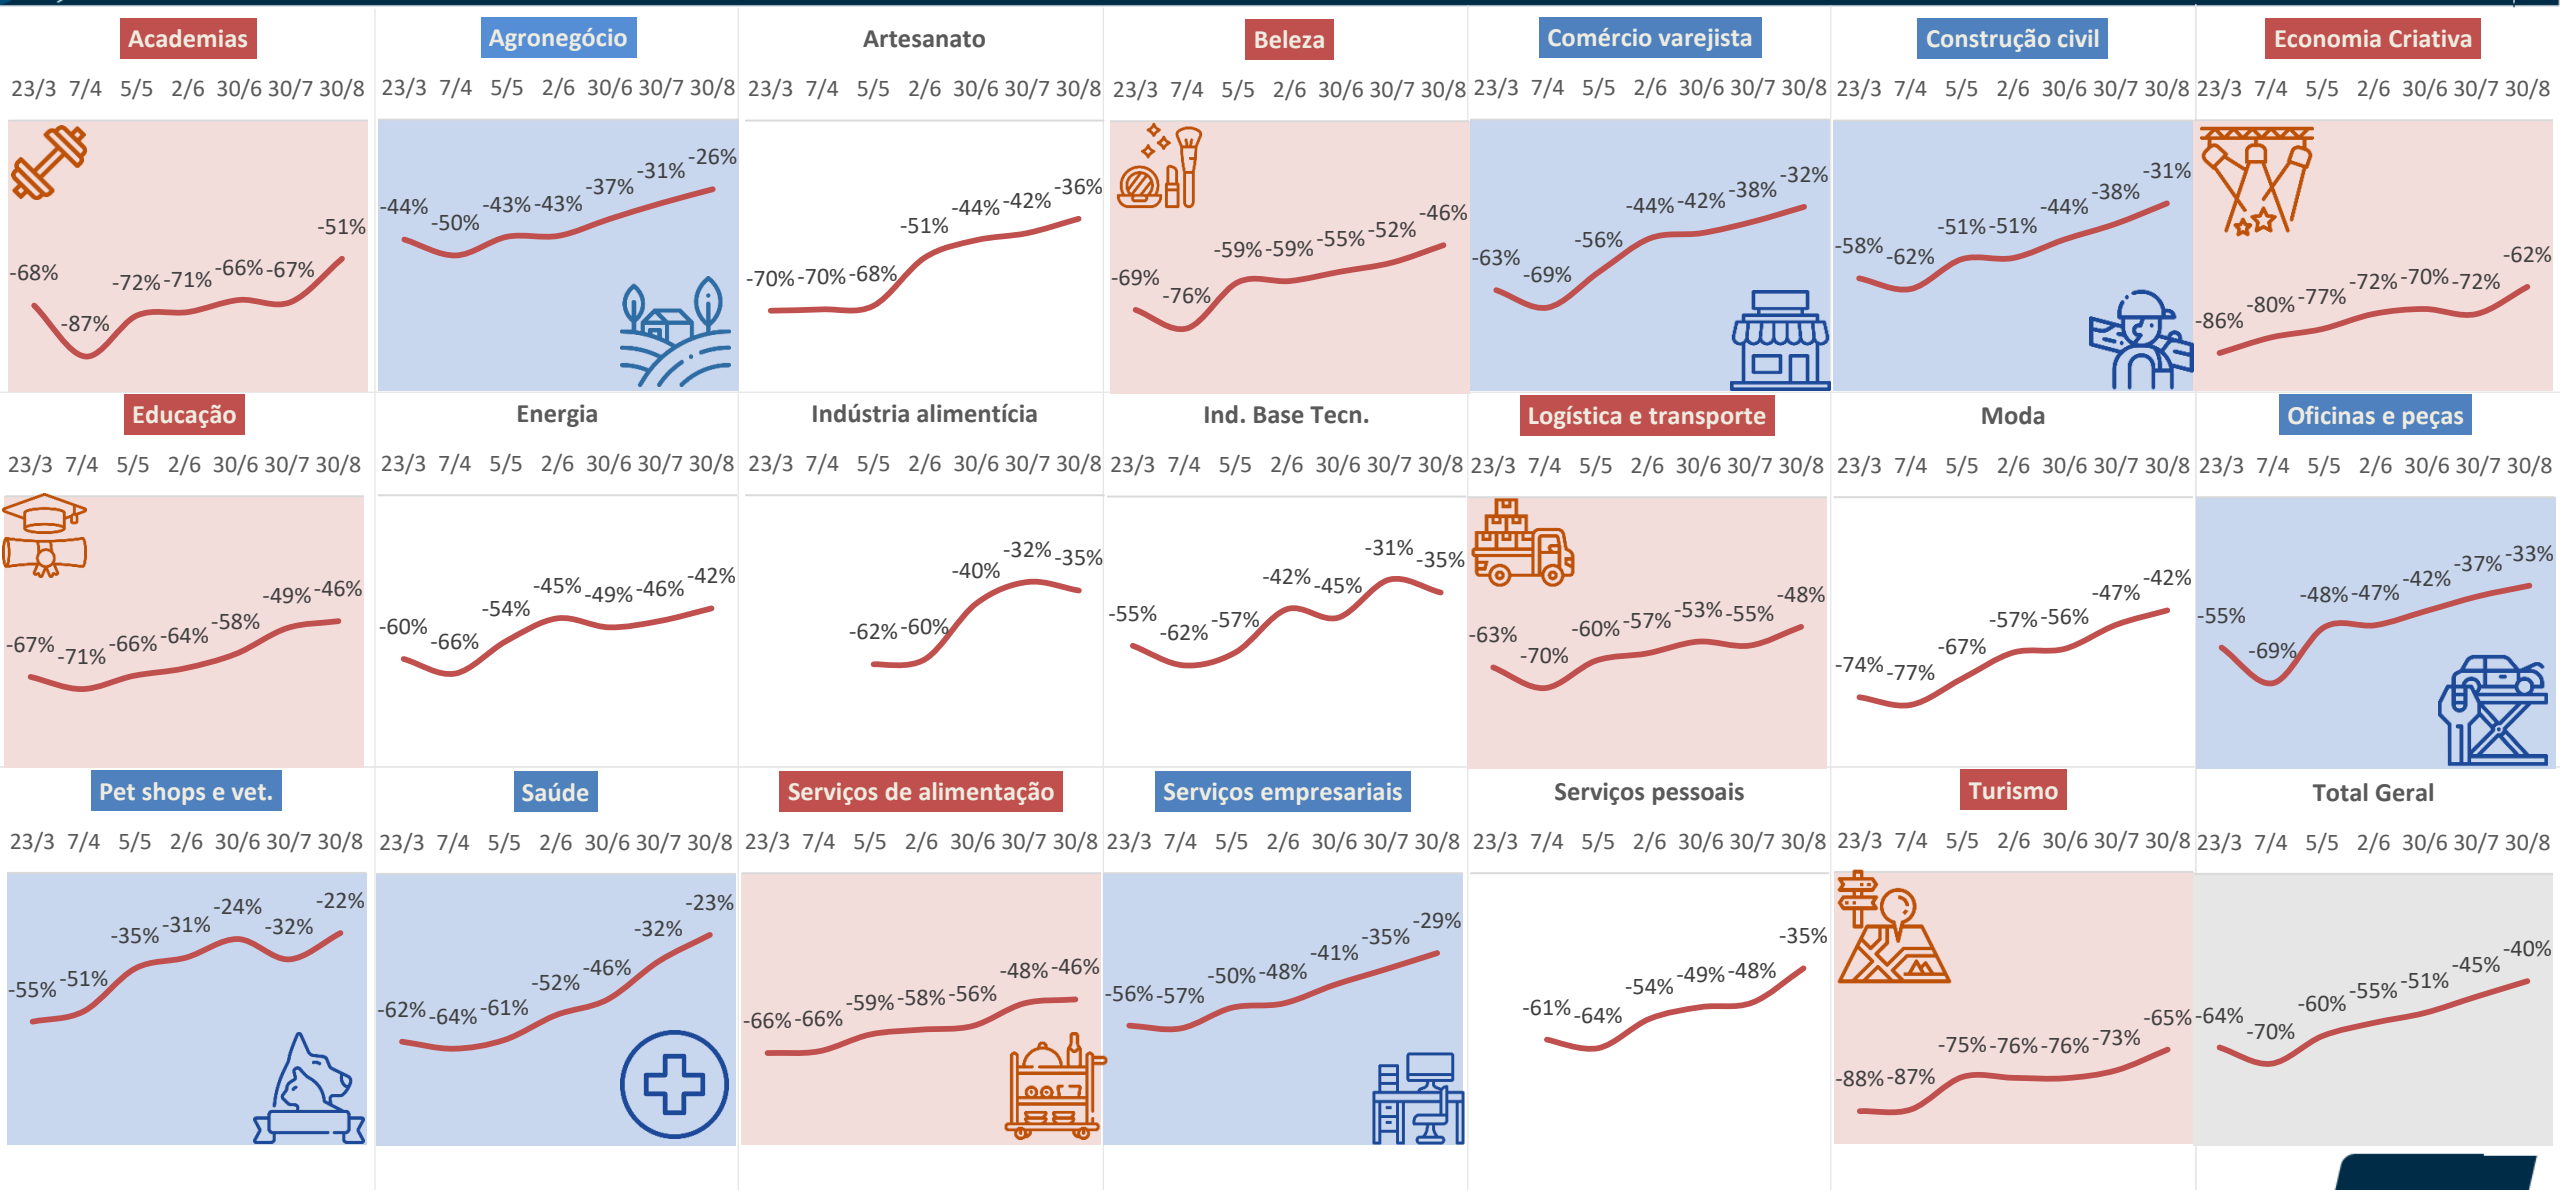 Academias
23/3 7/4 5/5 2/6 30/6 30/7 30/8
-68% -87% -72% -71% -66% -67% -51%
Agronegócio
23/3 7/4 5/5 2/6 30/6 30/7 30/8
-44% -50% -43% -43% -37% -31% -26%
Artesanato
23/3 7/4 5/5 2/6 30/6 30/7 30/8
-70% -70% -68% -51% -44% -42% -36%
Beleza
23/3 7/4 5/5 2/6 30/6 30/7 30/8
-69% -76% -59% -59% -55% -52% -46%
Comércio varejista
23/3 7/4 5/5 2/6 30/6 30/7 30/8
-63% -69% -56% -44% -42% -38% -32%
Construção civil
23/3 7/4 5/5 2/6 30/6 30/7 30/8
-58% -62% -51% -51% -44% -38% -31%
Economia Criativa
23/3 7/4 5/5 2/6 30/6 30/7 30/8
-86% -80% -77% -72% -70% -72% -62%
Educação
23/3 7/4 5/5 2/6 30/6 30/7 30/8
-67% -71% -66% -64% -58% -49% -46%
Energia
23/3 7/4 5/5 2/6 30/6 30/7 30/8
-60% -66% -54% -45% -49% -46% -42%
Indústria alimentícia
23/3 7/4 5/5 2/6 30/6 30/7 30/8
-62% -60% -40% -32% -35%
Ind. Base Tecn.
23/3 7/4 5/5 2/6 30/6 30/7 30/8
-55% -62% -57% -42% -45% -31% -35%
Logística e transporte
23/3 7/4 5/5 2/6 30/6 30/7 30/8
-63% -70% -60% -57% -53% -55% -48%
Moda
23/3 7/4 5/5 2/6 30/6 30/7 30/8
-74% -77% -67% -57% -56% -47% -42%
Oficinas e peças
23/3 7/4 5/5 2/6 30/6 30/7 30/8
-55% -69% -48% -47% -42% -37% -33%
Pet shops e vet.
23/3 7/4 5/5 2/6 30/6 30/7 30/8
-55% -51% -35% -31% -24% -32% -22%
Saúde
23/3 7/4 5/5 2/6 30/6 30/7 30/8
-62% -64% -61% -52% -46% -32% -23%
Serviços de alimentação
23/3 7/4 5/5 2/6 30/6 30/7 30/8
-66% -66% -59% -58% -56% -48% -46%
Serviços empresariais
23/3 7/4 5/5 2/6 30/6 30/7 30/8
-56% -57% -50% -48% -41% -35% -29%
Serviços pessoais
23/3 7/4 5/5 2/6 30/6 30/7 30/8
-61% -64% -54% -49% -48% -35%
Turismo
23/3 7/4 5/5 2/6 30/6 30/7 30/8
-88% -87% -75% -76% -76% -73% -65%
Total Geral
23/3 7/4 5/5 2/6 30/6 30/7 30/8
-64% -70% -60% -55% -51% -45% -40%